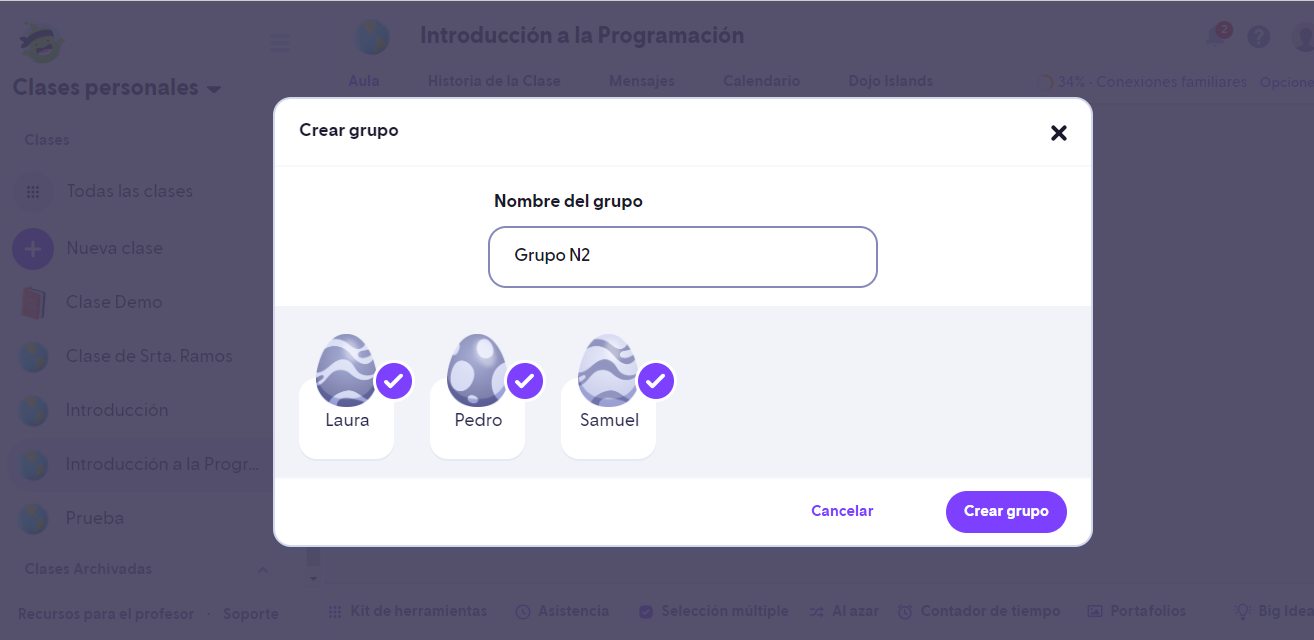 Introducción a la Programación
2
?
Clases personales
Aula
Historia de la Clase
Mensajes
Calendario
Dojo Islands
34% · Conexiones familiares
Crear grupo
Clases
Todas las clases
Nueva clase
Clase Demo
Clase de Srta. Ramos
Introducción
Introducción a la Progr...
Prueba
Clases Archivadas
Recursos para el profesor · Soporte
Nombre del grupo
Grupo N2
Laura
Pedro
Samuel
Cancelar
Crear grupo
Kit de herramientas
Asistencia
Selección múltiple
Al azar
Contador de tiempo
Portafolios
Big